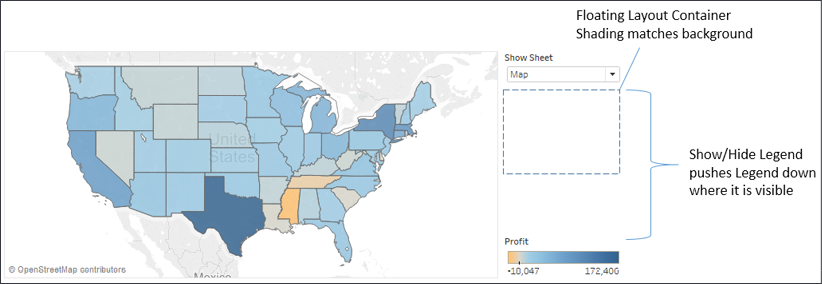 Floating Layout Container
Shading matches background
Show Sheet
Map
United
States
Show/Hide Legend
pushes Legend down
where it is visible
Profit
-10,047 172,406
© OpenStreetMap contributors
Mexico